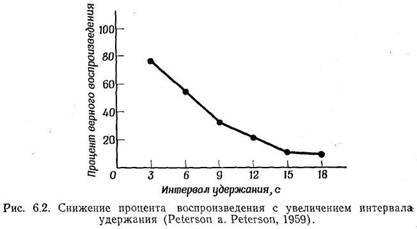 Процент верного воспроизведения
100
80
60
40
20
0 3 6 9 12 15 18
Интервал удержания, с
Рис. 6.2. Снижение процента воспроизведения с увеличением интервала
удержания (Peterson a. Peterson, 1959).